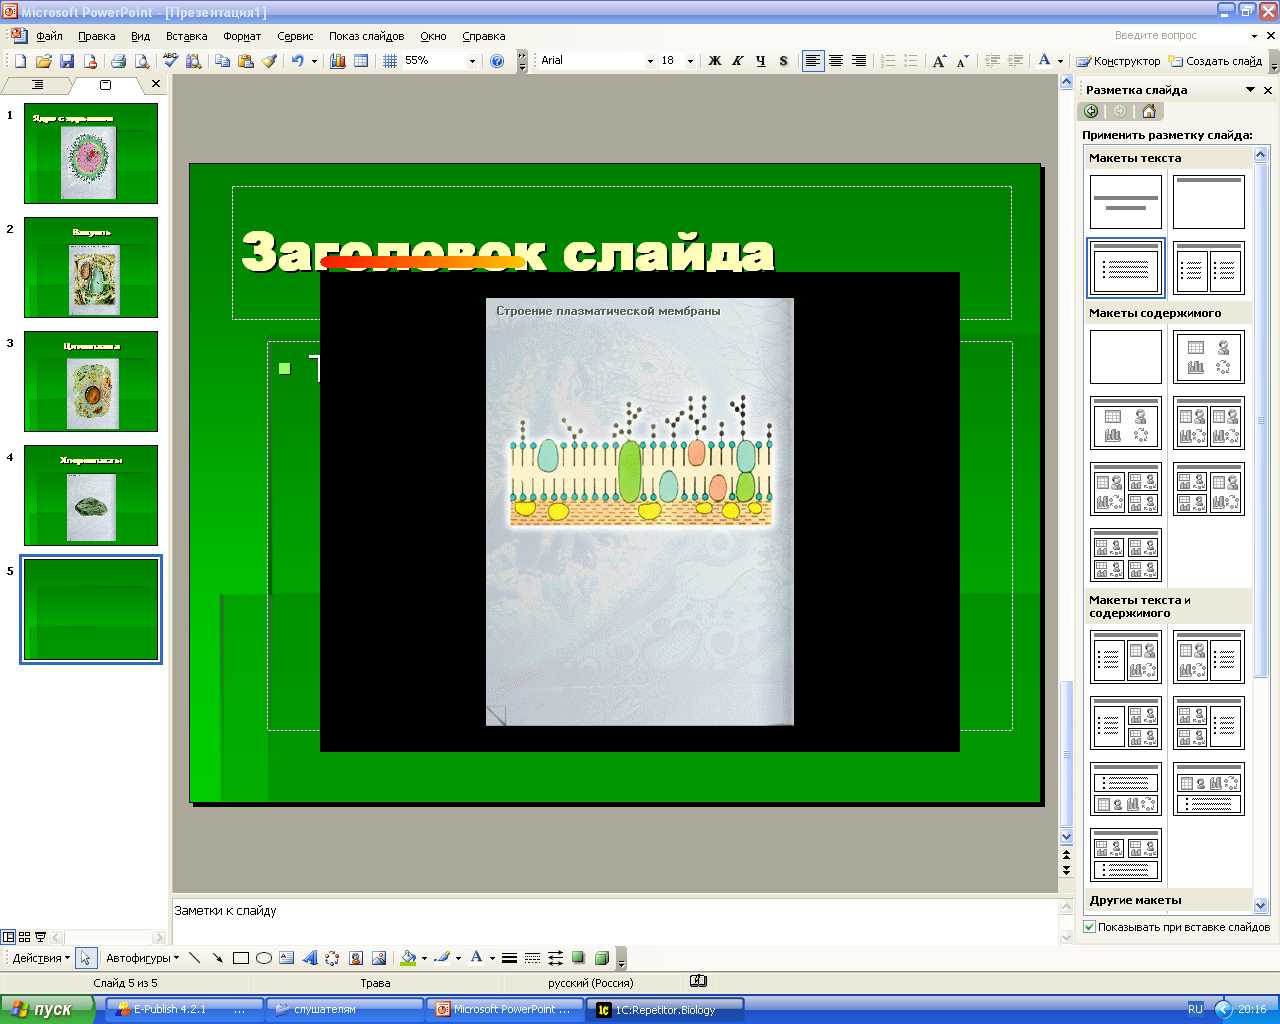 Microsoft PowerPoint - [Презентация1]
Файл Правка Вид Вставка Формат Сервис Показ слайдов Окно Справка Введите вопрос
55% Arial 18 Ж К Ч S Конструктор Создать слайд
Разметка слайда
Применить разметку слайда:
Макеты текста
Макеты содержимого
Макеты текста и
содержимого
Другие макеты
Показывать при вставке слайдов
1
2
Вакуоль
3
4
Хлоропласты
5
Заголовок слайда
Строение плазматической мембраны
Заметки к слайду
Действия Автофигуры
Слайд 5 из 5 Трава русский (Россия)
пуск E-Publish 4.2.1 ... слушателям Microsoft PowerPoint ... 1C:Repetitor.Biology RU 20:16